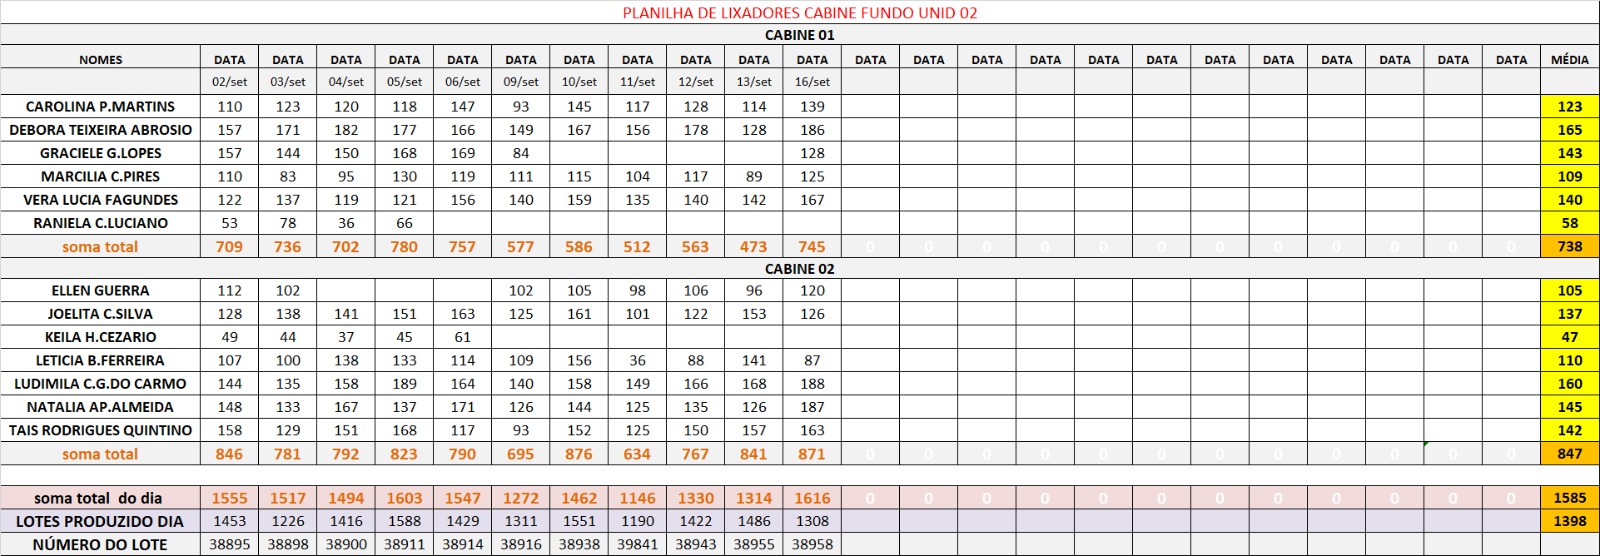 PLANILHA DE LIXADORES CABINE FUNDO UNID 02
CABINE 01
NOMES DATA DATA DATA DATA DATA DATA DATA DATA DATA DATA DATA DATA DATA DATA DATA DATA DATA DATA DATA DATA DATA DATA DATA MÉDIA
02/set 03/set 04/set 05/set 06/set 09/set 10/set 11/set 12/set 13/set 16/set
CAROLINA P.MARTINS 110 123 120 118 147 93 145 117 128 114 139 123
DEBORA TEIXEIRA ABROSIO 157 171 182 177 166 149 167 156 178 128 186 165
GRACIELE G.LOPES 157 144 150 168 169 84 128 143
MARCILIA C.PIRES 110 83 95 130 119 111 115 104 117 89 125 109
VERA LUCIA FAGUNDES 122 137 119 121 156 140 159 135 140 142 167 140
RANIELA C.LUCIANO 53 78 36 66 58
soma total 709 736 702 780 757 577 586 512 563 473 745 0 0 0 0 0 0 0 0 0 0 0 0 738
CABINE 02
ELLEN GUERRA 112 102 102 105 98 106 96 120 105
JOELITA C.SILVA 128 138 141 151 163 125 161 101 122 153 126 137
KEILA H.CEZARIO 49 44 37 45 61 47
LETICIA B.FERREIRA 107 100 138 133 114 109 156 36 88 141 87 110
LUDIMILA C.G.DO CARMO 144 135 158 189 164 140 158 149 166 168 188 160
NATALIA AP.ALMEIDA 148 133 167 137 171 126 144 125 135 126 187 145
TAIS RODRIGUES QUINTINO 158 129 151 168 117 93 152 125 150 157 163 142
soma total 846 781 792 823 790 695 876 634 767 841 871 0 0 0 0 0 0 0 0 0 0 0 0 847
soma total do dia 1555 1517 1494 1603 1547 1272 1462 1146 1330 1314 1616 0 0 0 0 0 0 0 0 0 0 0 0 1585
LOTES PRODUZIDO DIA 1453 1226 1416 1588 1429 1311 1551 1190 1422 1486 1308 1398
NÚMERO DO LOTE 38895 38898 38900 38911 38914 38916 38938 39841 38943 38955 38958